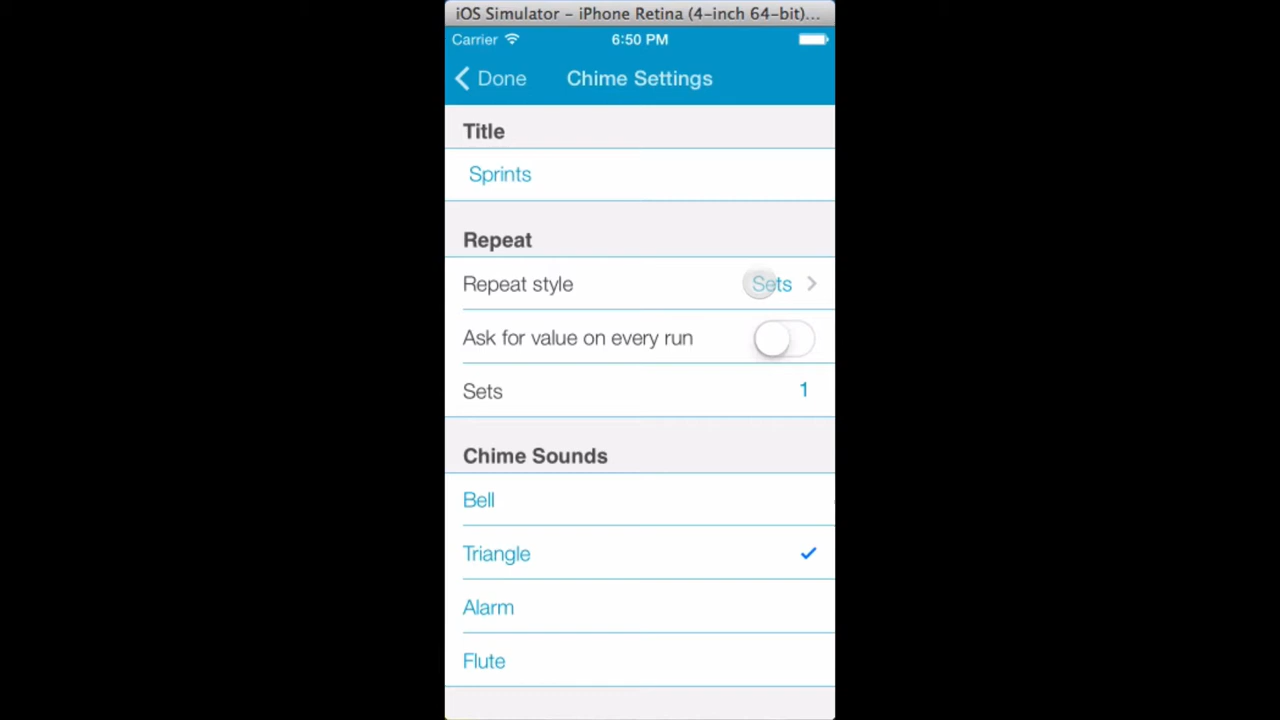 iOS Simulator – iPhone Retina (4-inch 64-bit)...
Carrier 6:50 PM
Done Chime Settings
Title
Sprints
Repeat
Repeat style Sets
Ask for value on every run
Sets 1
Chime Sounds
Bell
Triangle
Alarm
Flute